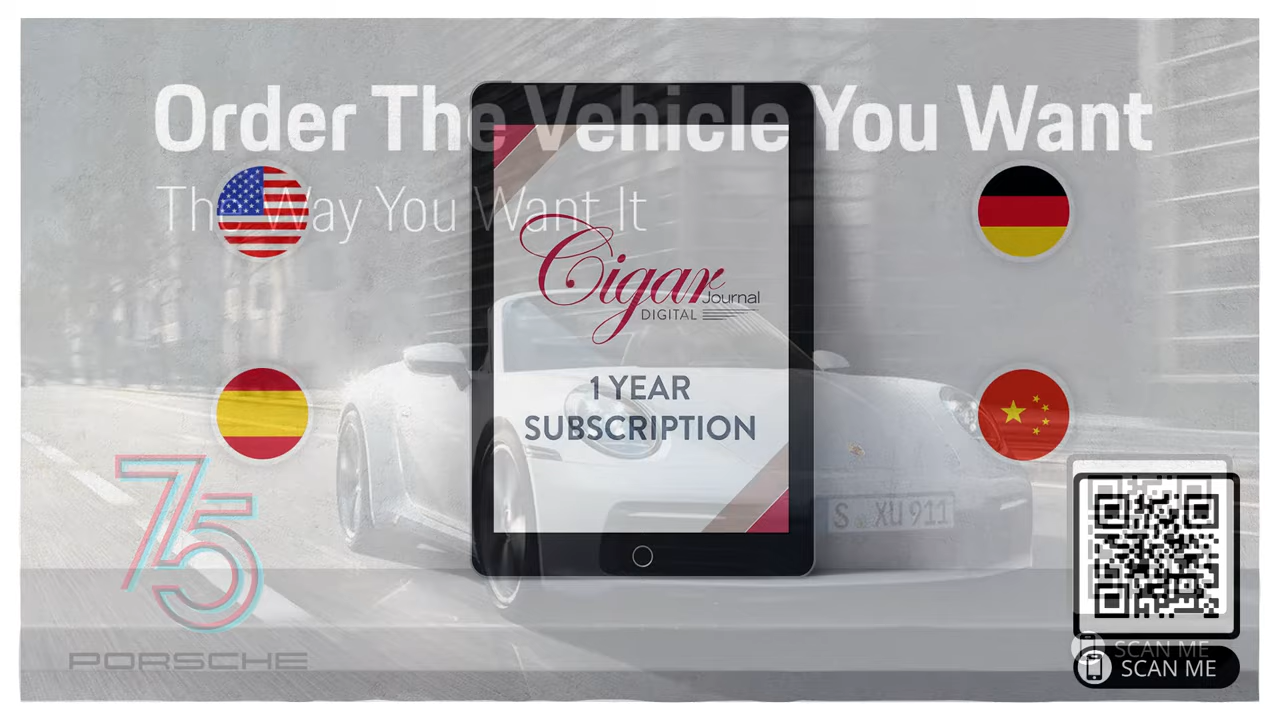 Order The Vehicle You Want
The Way You Want It
Cigar
Journal
DIGITAL
1 YEAR
SUBSCRIPTION
S XU 911
75
PORSCHE
SCAN ME
SCAN ME